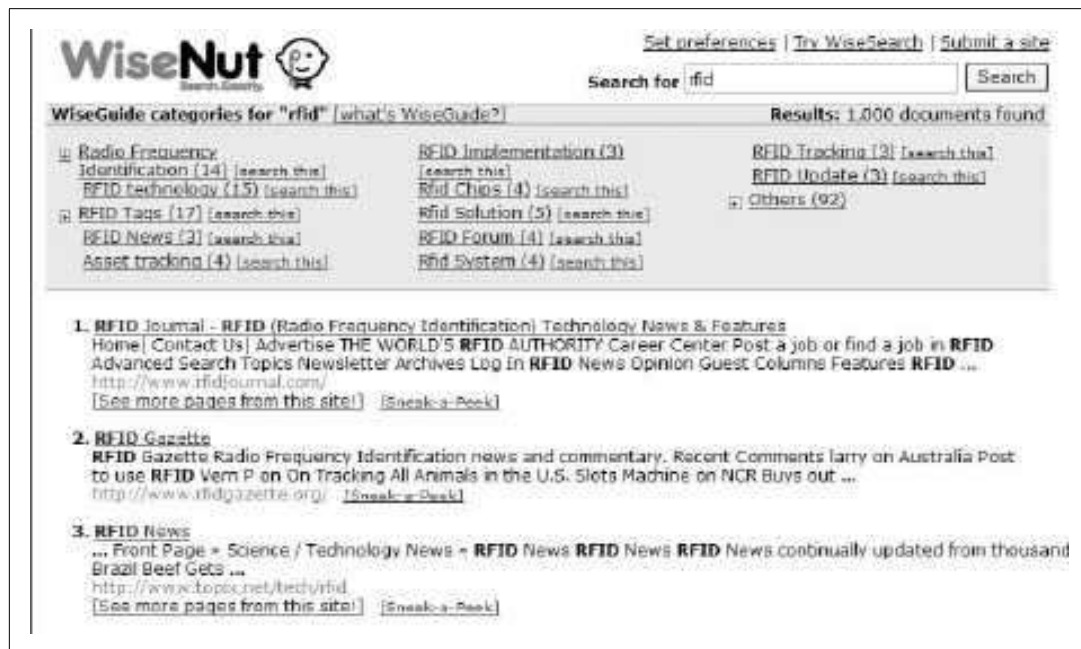 WiseNut
Set preferences | Try WiseSearch | Submit a site
Search for rfid Search
WiseGuide categories for "rfid" [what's WiseGuide?] Results: 1,000 documents found
Radio Frequency
Identification (14) [search this]
RFID technology (15) [search this]
RFID Tags (17) [search this]
RFID News (3) [search this]
Asset tracking (4) [search this]
RFID Implementation (3)
[search this]
Rfid Chips (4) [search this]
Rfid Solution (5) [search this]
RFID Forum (4) [search this]
Rfid System (4) [search this]
RFID Tracking (3) [search this]
RFID Update (3) [search this]
Others (92)
1. RFID Journal - RFID (Radio Frequency Identification) Technology News & Features
Home| Contact Us| Advertise THE WORLD'S RFID AUTHORITY Career Center Post a job or find a job in RFID
Advanced Search Topics Newsletter Archives Log In RFID News Opinion Guest Columns Features RFID ...
http://www.rfidjournal.com/
[See more pages from this site!] [Sneak-a-Peek]
2. RFID Gazette
RFID Gazette Radio Frequency Identification news and commentary. Recent Comments larry on Australia Post
to use RFID Vern P on On Tracking All Animals in the U.S. Slots Machine on NCR Buys out ...
http://www.rfidgazette.org/ [Sneak-a-Peek]
3. RFID News
... Front Page » Science / Technology News » RFID News RFID News RFID News continually updated from thousand
Brazil Beef Gets ...
http://www.topix.net/tech/rfid
[See more pages from this site!] [Sneak-a-Peek]